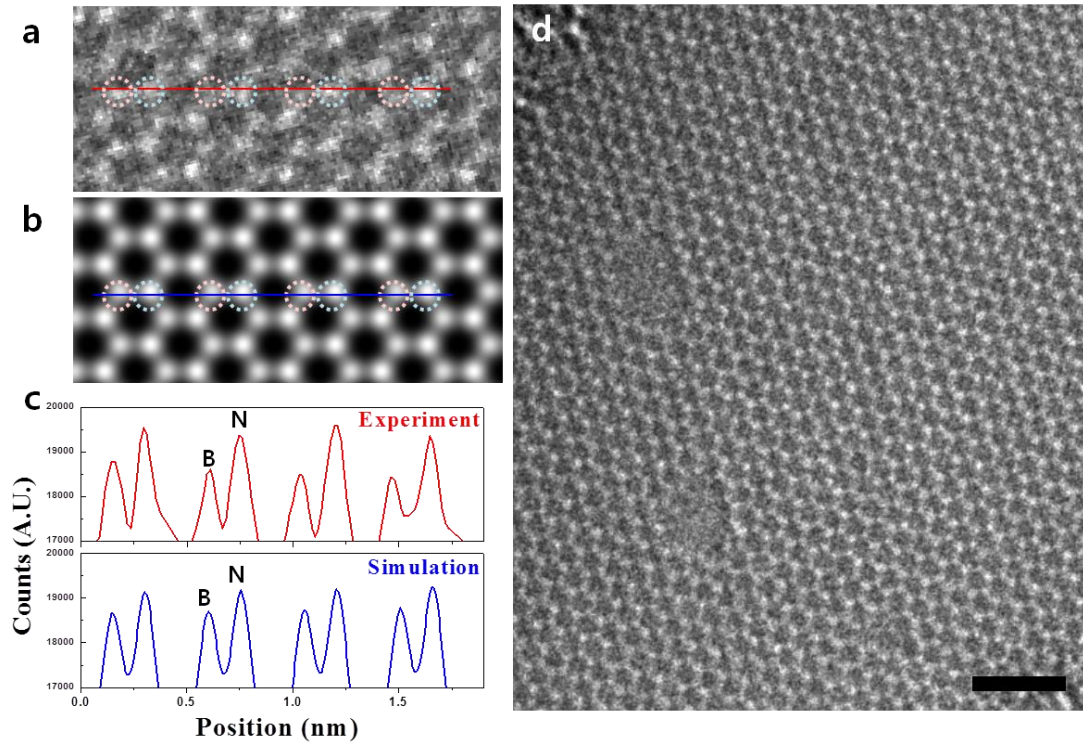 a
b
c
20000
Experiment
N
B
19000
18000
17000
20000
Simulation
N
B
19000
18000
17000
0.0 0.5 1.0 1.5
Position (nm)
Counts (A.U.)
d